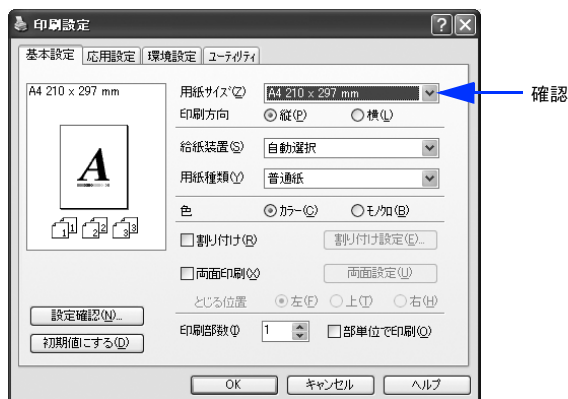 印刷設定
基本設定 応用設定 環境設定 ユーティリティ
A4 210 x 297 mm
用紙サイズ(Z) A4 210 x 297 mm 確認
印刷方向 縦(P) 横(L)
給紙装置(S) 自動選択
用紙種類(Y) 普通紙
A
1 1 2 2 3 3
色 カラー(C) モノクロ(B)
割り付け(R) 割り付け設定(E)...
両面印刷(X) 両面設定(U)
とじる位置 左(F) 上(T) 右(H)
設定確認(N)...
印刷部数(I) 1 部単位で印刷(O)
初期値にする(D)
OK キャンセル ヘルプ